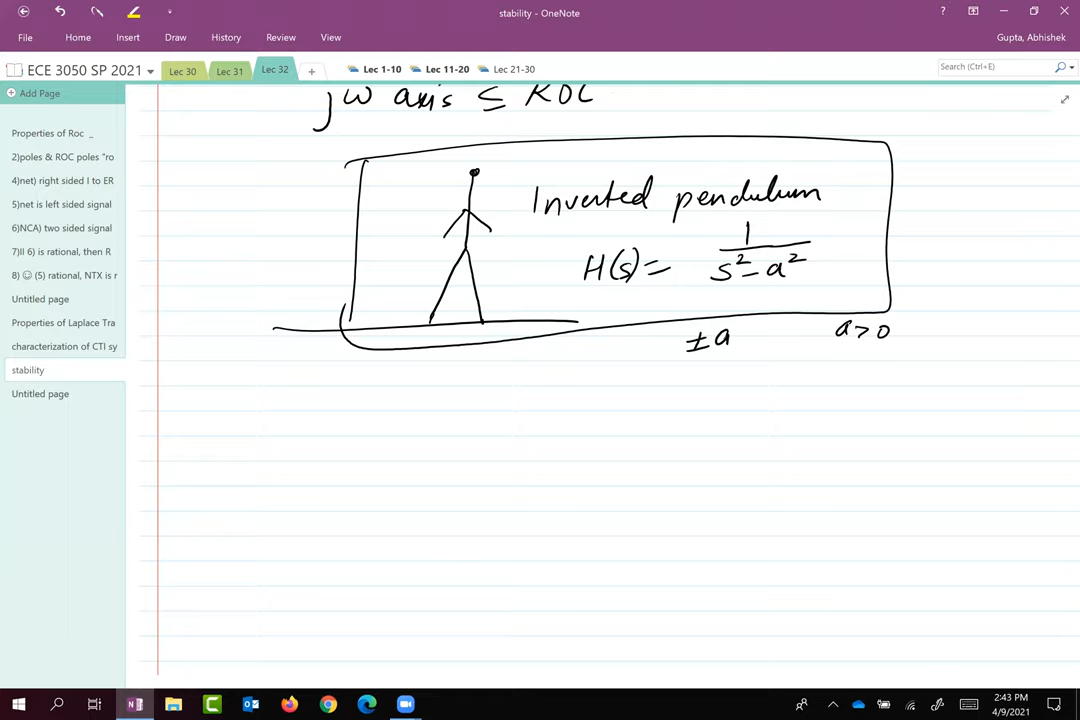 stability - OneNote
Gupta, Abhishek
File Home Insert Draw History Review View
ECE 3050 SP 2021
Lec 30 Lec 31 Lec 32 + Lec 1-10 Lec 11-20 Lec 21-30
Search (Ctrl+E)
Add Page
Properties of Roc _
2)poles & ROC poles "ro
4)net) right sided I to ER
5)net is left sided signal
6)NCA) two sided signal
7)II 6) is rational, then R
8) ☺ (5) rational, NTX is r
Untitled page
Properties of Laplace Tra
characterization of CTI sy
stability
Untitled page
jω axis ⊆ ROC
Inverted pendulum
H(s) = 1 / (s² - a²)
±a a > 0
2:43 PM
4/9/2021